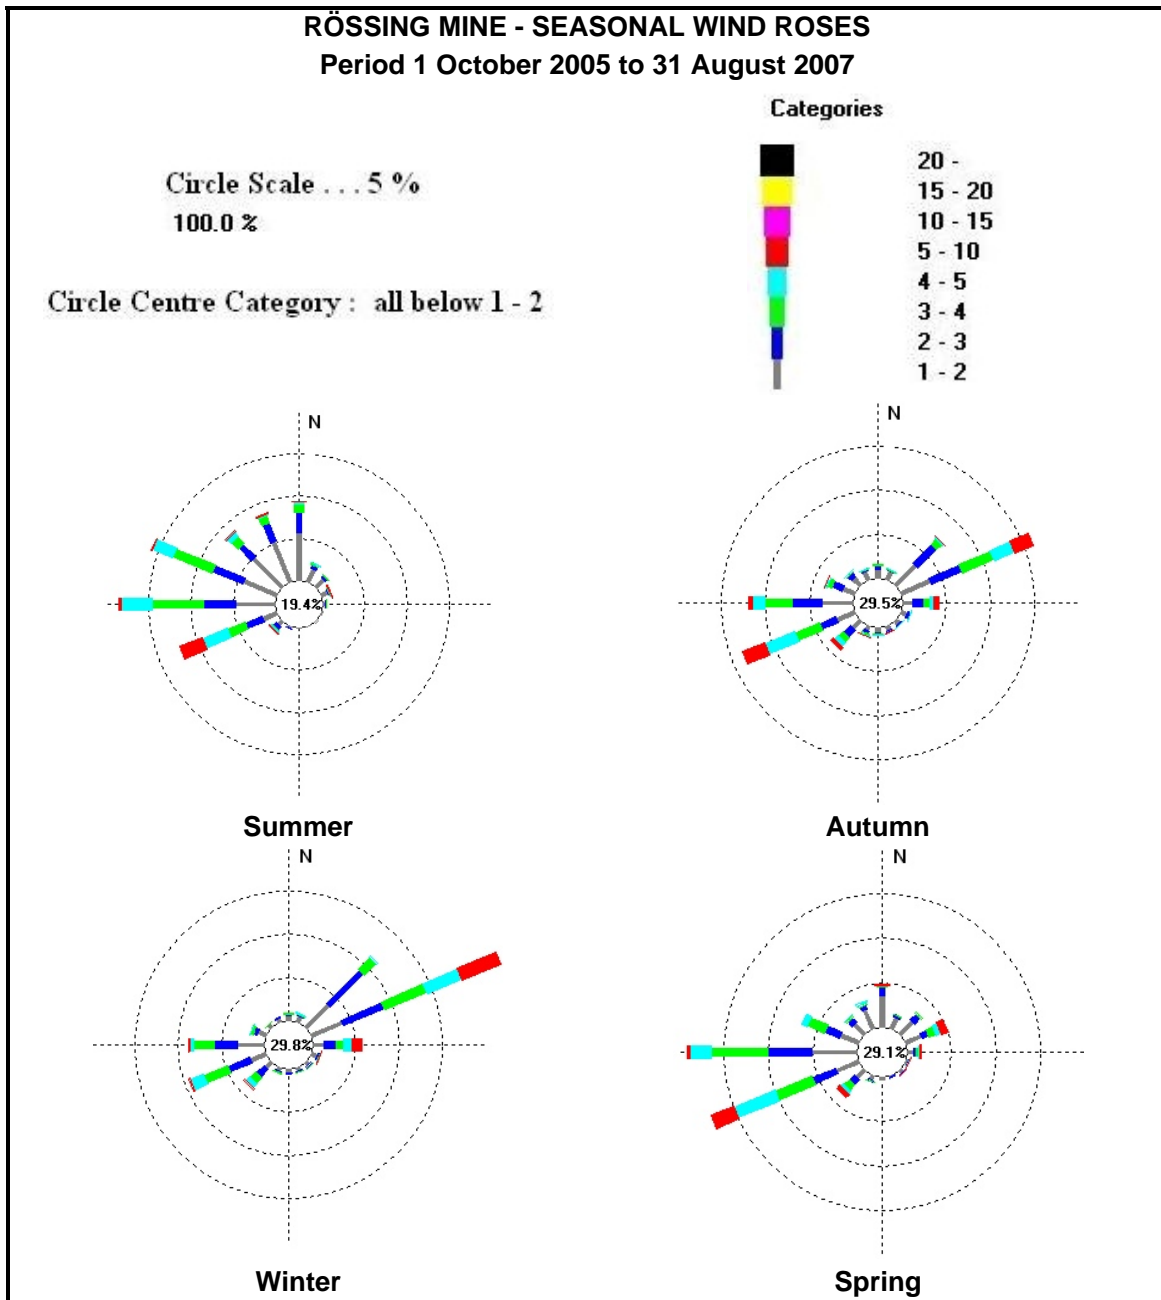 RÖSSING MINE - SEASONAL WIND ROSES
Period 1 October 2005 to 31 August 2007
Categories
Circle Scale . . . 5 %
100.0 %
Circle Centre Category : all below 1 - 2
20 -
15 - 20
10 - 15
5 - 10
4 - 5
3 - 4
2 - 3
1 - 2
N
19.4%
Summer
N
29.5%
Autumn
N
29.8%
Winter
N
29.1%
Spring